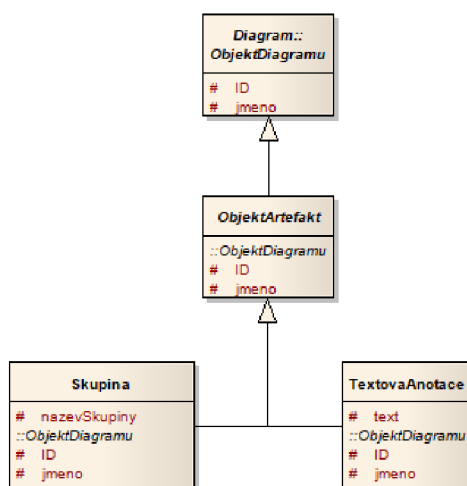 Diagram::
ObjektDiagramu
# ID
# jmeno
ObjektArtefakt
::ObjektDiagramu
# ID
# jmeno
Skupina
# nazevSkupiny
::ObjektDiagramu
# ID
# jmeno
TextovaAnotace
# text
::ObjektDiagramu
# ID
# jmeno